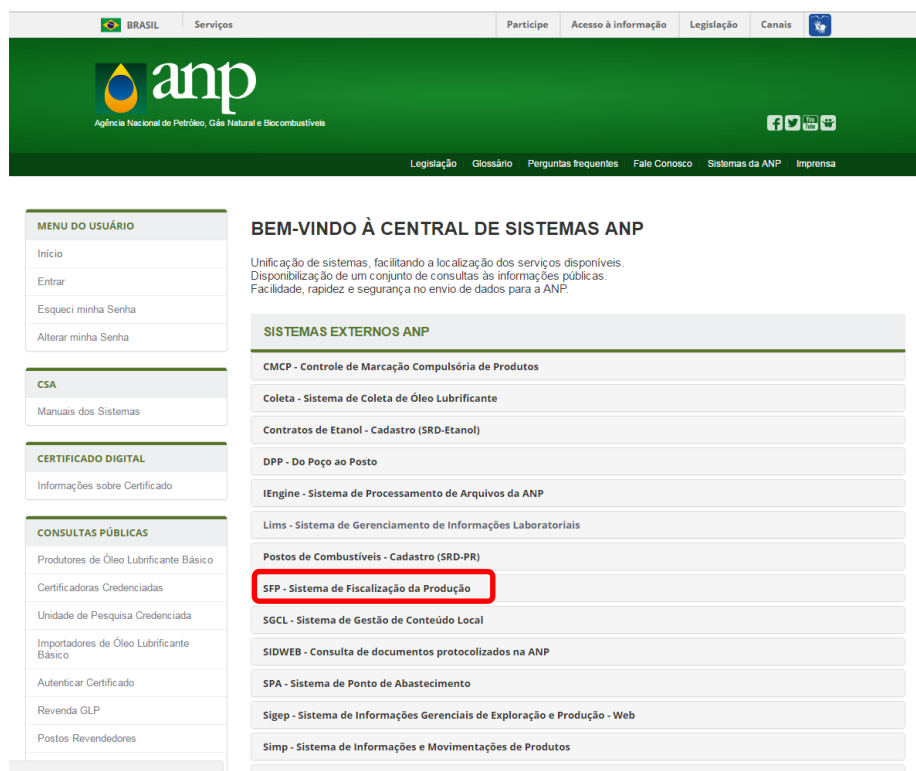 BRASIL Serviços Participe Acesso à informação Legislação Canais
anp
Agência Nacional de Petróleo, Gás Natural e Biocombustíveis
You Tube
Legislação Glossário Perguntas frequentes Fale Conosco Sistemas da ANP Imprensa
MENU DO USUÁRIO
Início
Entrar
Esqueci minha Senha
Alterar minha Senha
CSA
Manuais dos Sistemas
CERTIFICADO DIGITAL
Informações sobre Certificado
CONSULTAS PÚBLICAS
Produtores de Óleo Lubrificante Básico
Certificadoras Credenciadas
Unidade de Pesquisa Credenciada
Importadores de Óleo Lubrificante
Básico
Autenticar Certificado
Revenda GLP
Postos Revendedores
BEM-VINDO À CENTRAL DE SISTEMAS ANP
Unificação de sistemas, facilitando a localização dos serviços disponíveis.
Disponibilização de um conjunto de consultas às informações públicas.
Facilidade, rapidez e segurança no envio de dados para a ANP.
SISTEMAS EXTERNOS ANP
CMCP - Controle de Marcação Compulsória de Produtos
Coleta - Sistema de Coleta de Óleo Lubrificante
Contratos de Etanol - Cadastro (SRD-Etanol)
DPP - Do Poço ao Posto
IEngine - Sistema de Processamento de Arquivos da ANP
Lims - Sistema de Gerenciamento de Informações Laboratoriais
Postos de Combustíveis - Cadastro (SRD-PR)
SFP - Sistema de Fiscalização da Produção
SGCL - Sistema de Gestão de Conteúdo Local
SIDWEB - Consulta de documentos protocolizados na ANP
SPA - Sistema de Ponto de Abastecimento
Sigep - Sistema de Informações Gerenciais de Exploração e Produção - Web
Simp - Sistema de Informações e Movimentações de Produtos